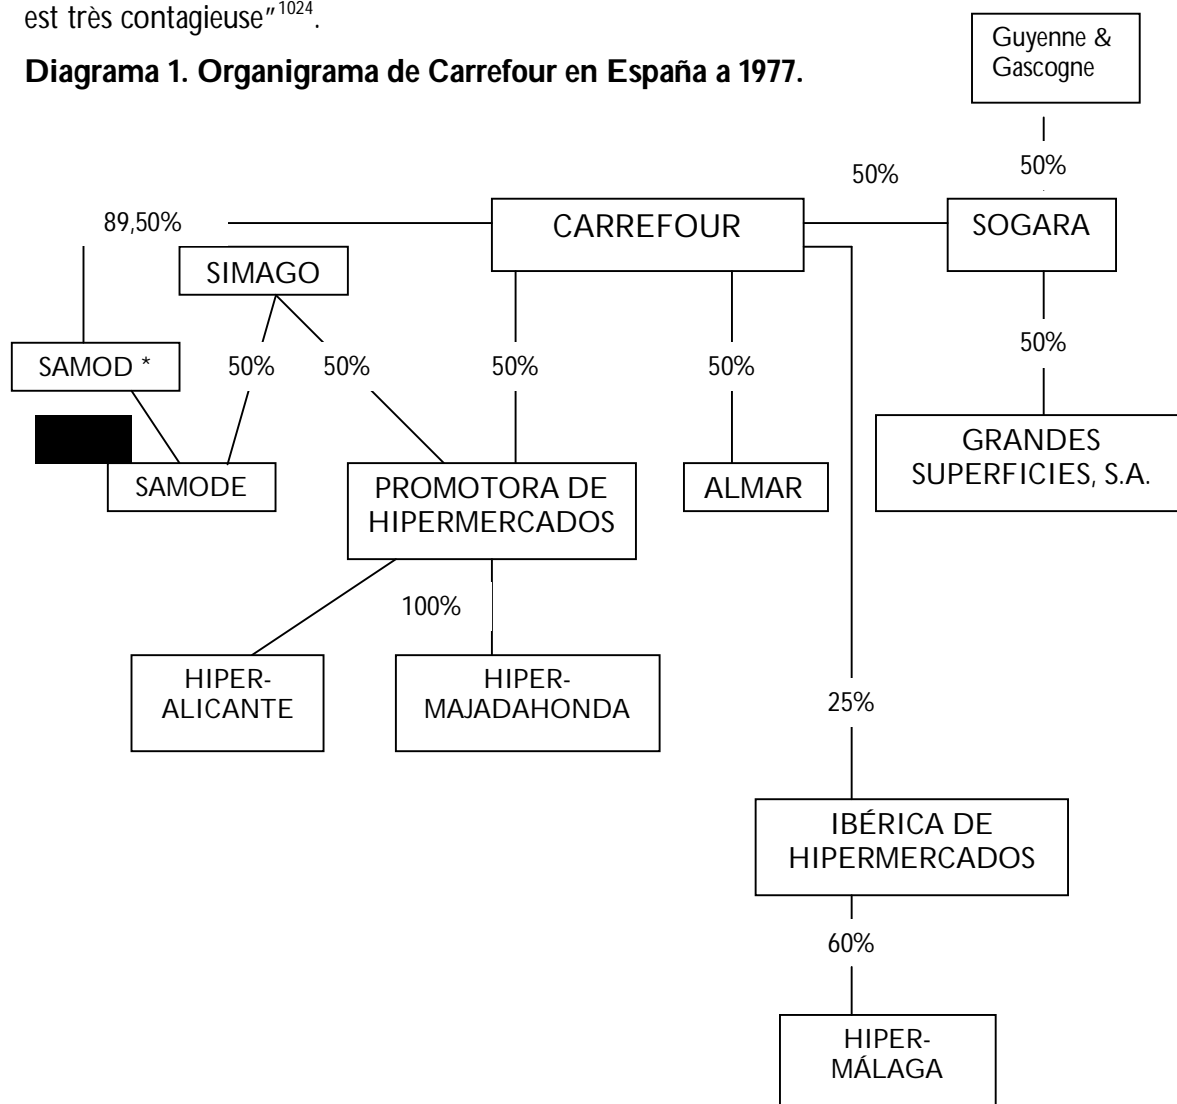 est très contagieuse"1024.
Guyenne &
Gascogne
Diagrama 1. Organigrama de Carrefour en España a 1977.
50%
50%
89,50%
CARREFOUR
SOGARA
SIMAGO
SAMOD *
50%
50%
50%
50%
50%
SAMODE
PROMOTORA DE
HIPERMERCADOS
ALMAR
GRANDES
SUPERFICIES, S.A.
100%
HIPER-
ALICANTE
HIPER-
MAJADAHONDA
25%
IBÉRICA DE
HIPERMERCADOS
60%
HIPER-
MÁLAGA